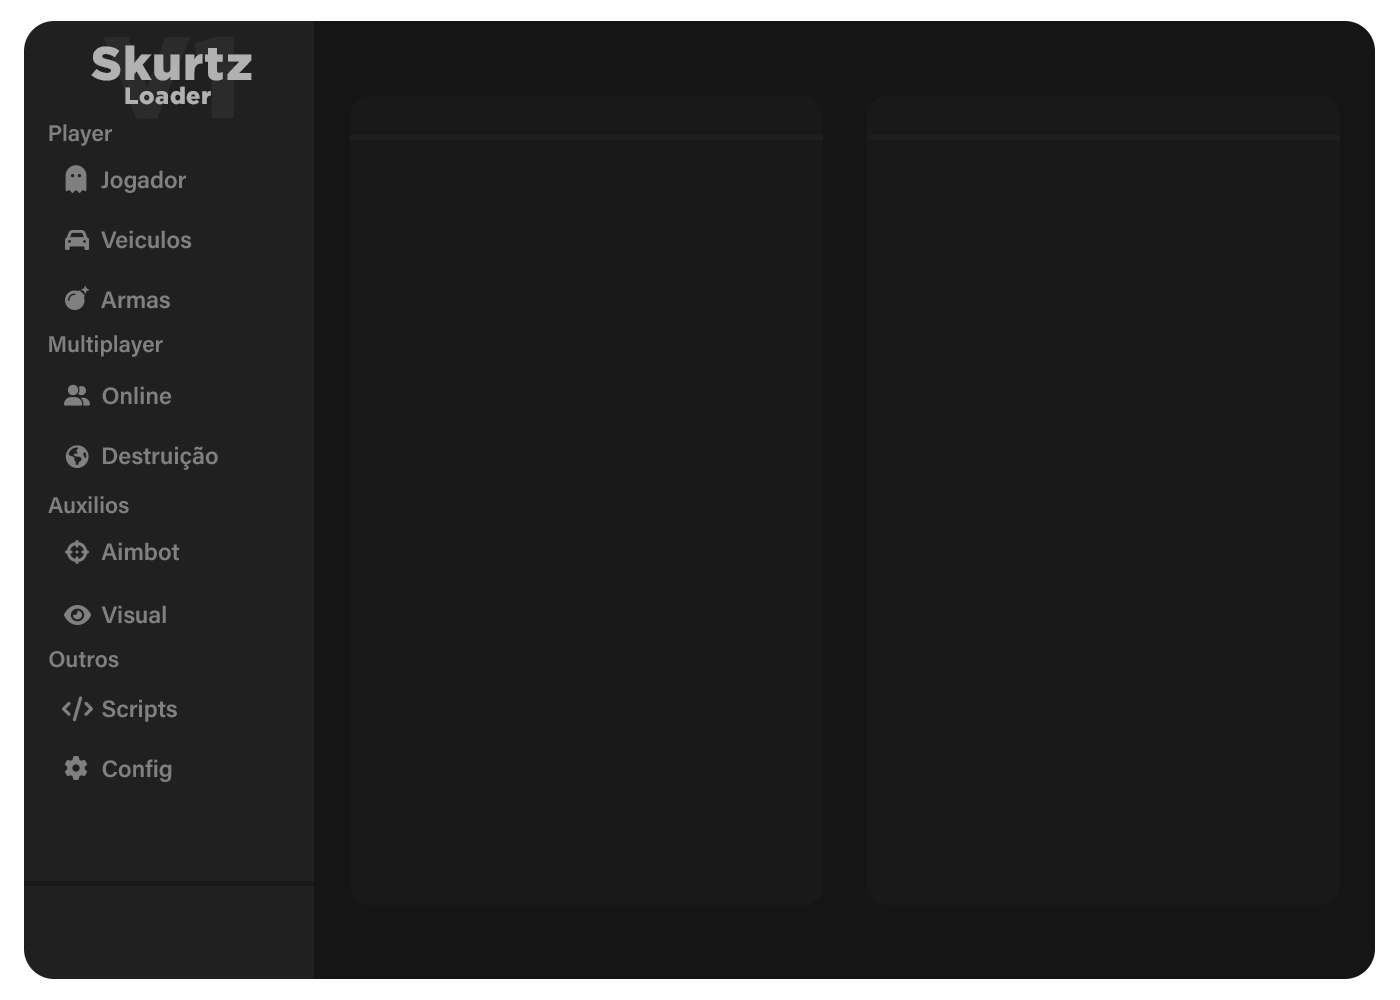 V1
Skurtz
Loader
Player
Jogador
Veiculos
Armas
Multiplayer
Online
Destruição
Auxilios
Aimbot
Visual
Outros
Scripts
Config